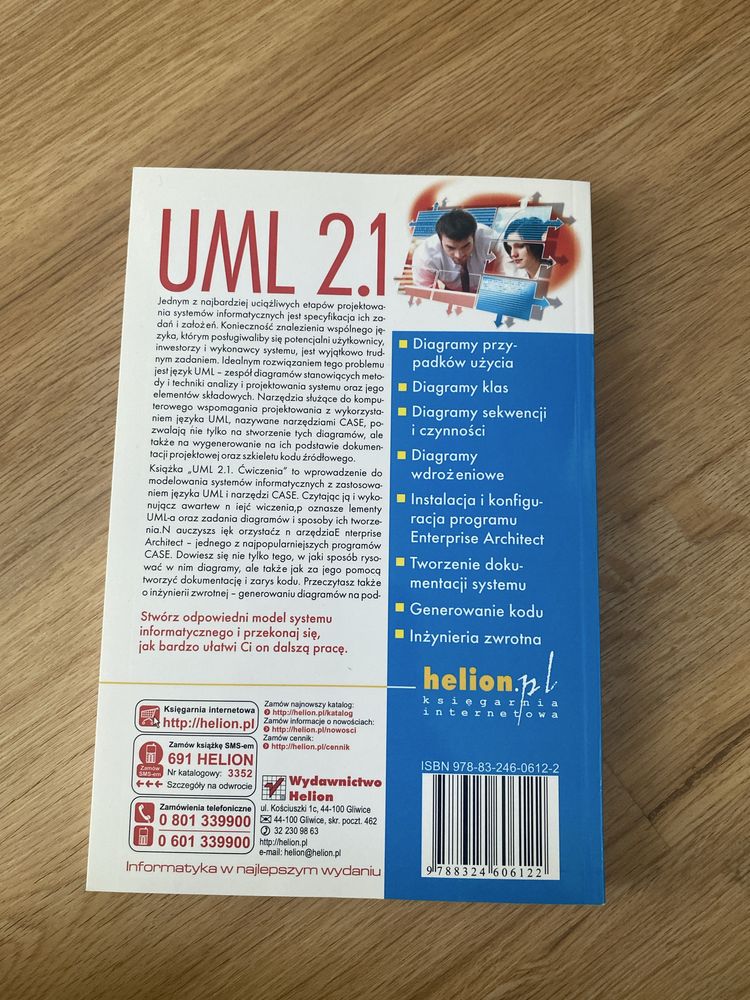 UML 2.1
Jednym z najbardziej uciążliwych etapów projektowa-
nia systemów informatycznych jest specyfikacja ich za-
dań i założeń. Konieczność znalezienia wspólnego ję-
zyka, którym posługiwaliby się potencjalni użytkownicy,
inwestorzy i wykonawcy systemu, jest wyjątkowo trud-
nym zadaniem. Idealnym rozwiązaniem tego problemu
jest język UML – zespół diagramów stanowiących meto-
dy i techniki analizy i projektowania systemu oraz jego
elementów składowych. Narzędzia służące do kompu-
terowego wspomagania projektowania z wykorzysta-
niem języka UML, nazywane narzędziami CASE, po-
zwalają nie tylko na stworzenie tych diagramów, ale
także na wygenerowanie na ich podstawie dokumen-
tacji projektowej oraz szkieletu kodu źródłowego.
Książka „UML 2.1. Ćwiczenia” to wprowadzenie do
modelowania systemów informatycznych z zastosowa-
niem języka UML i narzędzi CASE. Czytając ją i wyko-
nującz awartew n iejć wiczenia,p oznasze lementy
UML-a oraz zadania diagramów i sposoby ich tworze-
nia.N auczyszs ięk orzystaćz n arzędziaE nterprise
Architect – jednego z najpopularniejszych programów
CASE. Dowiesz się nie tylko tego, w jaki sposób ryso-
wać w nim diagramy, ale także jak za jego pomocą
tworzyć dokumentację i zarys kodu. Przeczytasz także
o inżynierii zwrotnej – generowaniu diagramów na pod-
Stwórz odpowiedni model systemu
informatycznego i przekonaj się,
jak bardzo ułatwi Ci on dalszą pracę.
Diagramy przy-
padków użycia
Diagramy klas
Diagramy sekwencji
i czynności
Diagramy
wdrożeniowe
Instalacja i konfigu-
racja programu
Enterprise Architect
Tworzenie doku-
mentacji systemu
Generowanie kodu
Inżynieria zwrotna
helion.pl
księgarnia
internetowa
Księgarnia internetowa
http://helion.pl
Zamów książkę SMS-em
691 HELION
Zamów
SMS-em
Nr katalogowy: 3352
Szczegóły na odwrocie
Zamówienia telefoniczne
0 801 339900
0 601 339900
Zamów najnowszy katalog:
http://helion.pl/katalog
Zamów informacje o nowościach:
http://helion.pl/nowosci
Zamów cennik:
http://helion.pl/cennik
Wydawnictwo
Helion
ul. Kościuszki 1c, 44-100 Gliwice
44-100 Gliwice, skr. poczt. 462
32 230 98 63
http://helion.pl
e-mail: helion@helion.pl
Informatyka w najlepszym wydaniu
ISBN 978-83-246-0612-2
9 788324 606122